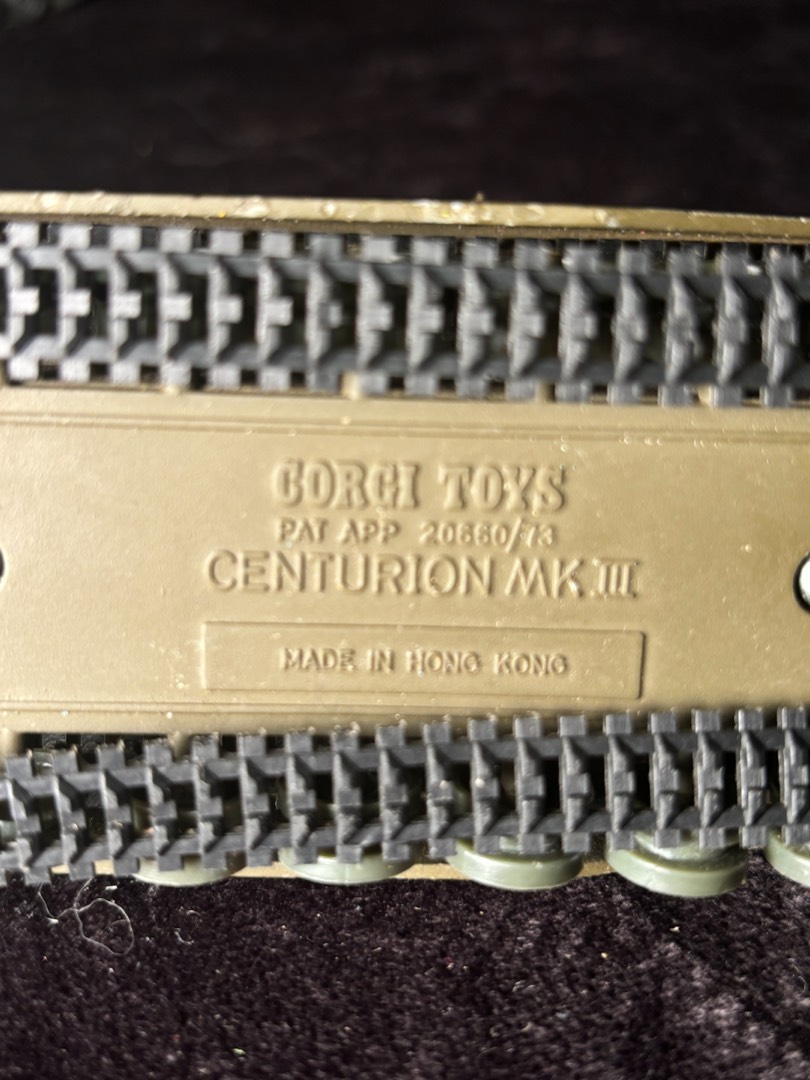 CORGI TOYS
PAT APP 20660/73
CENTURION MK III
MADE IN HONG KONG